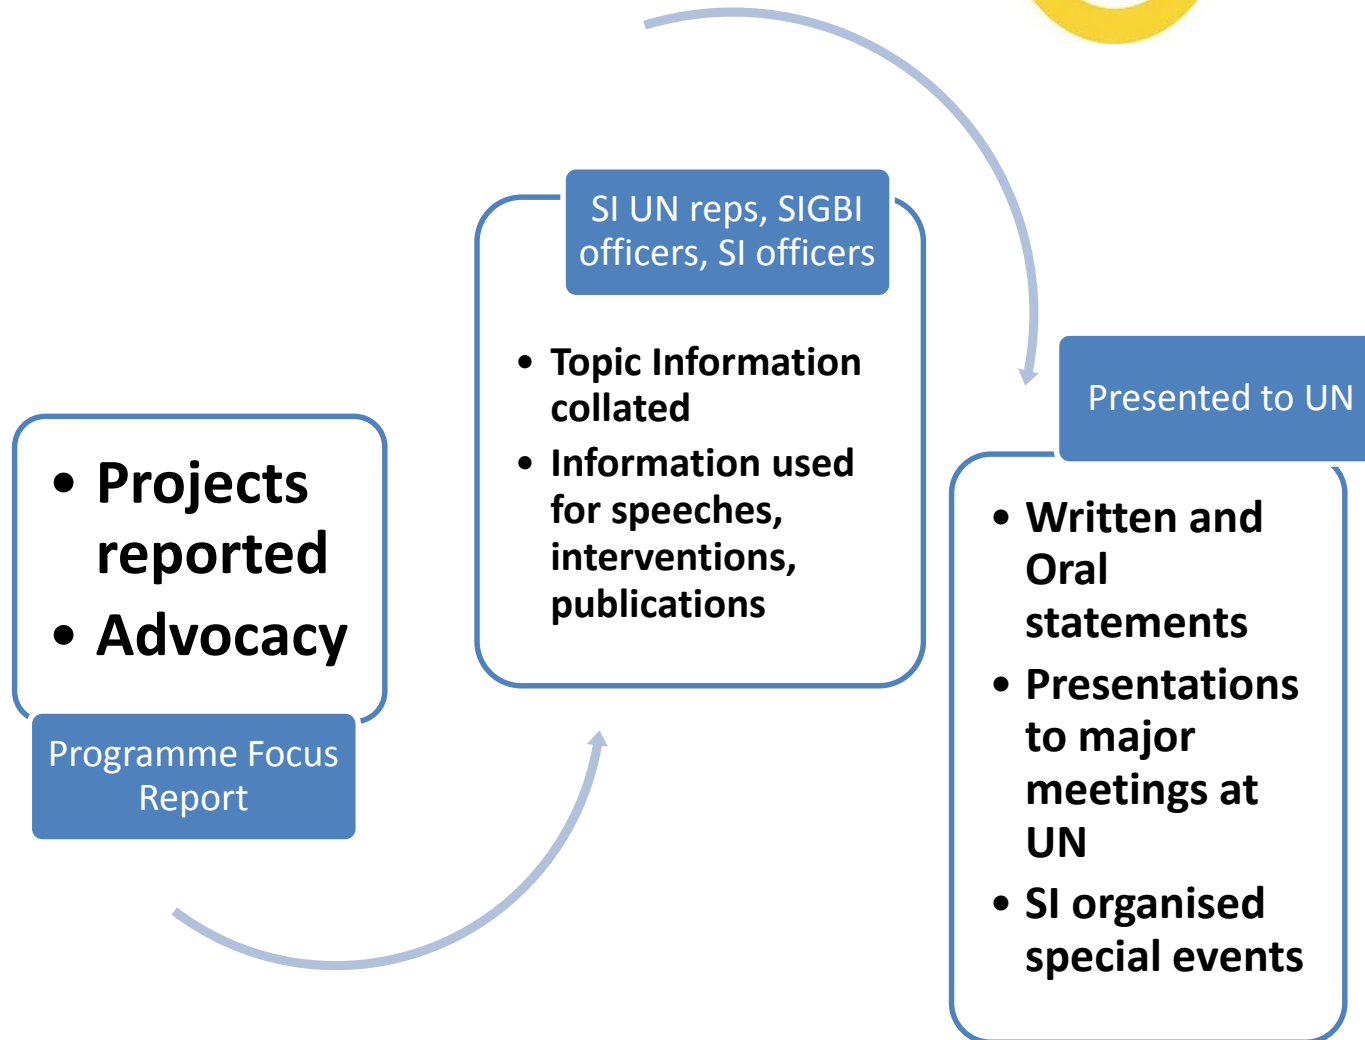 • Projects
reported
• Advocacy
Programme Focus
Report
SI UN reps, SIGBI
officers, SI officers
• Topic Information
collated
• Information used
for speeches,
interventions,
publications
Presented to UN
• Written and
Oral
statements
• Presentations
to major
meetings at
UN
• SI organised
special events